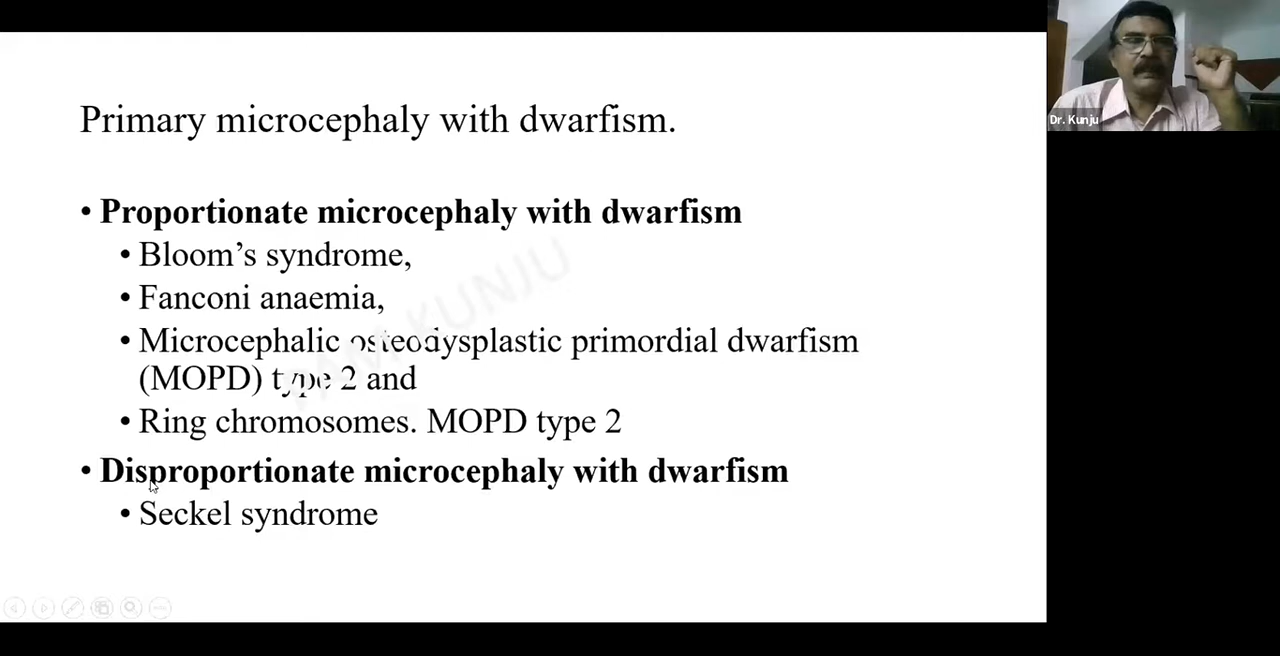 Primary microcephaly with dwarfism.
• Proportionate microcephaly with dwarfism
• Bloom’s syndrome,
• Fanconi anaemia,
• Microcephalic osteodysplastic primordial dwarfism
(MOPD) type 2 and
• Ring chromosomes. MOPD type 2
• Disproportionate microcephaly with dwarfism
• Seckel syndrome
Dr. Kunju
KUNJU